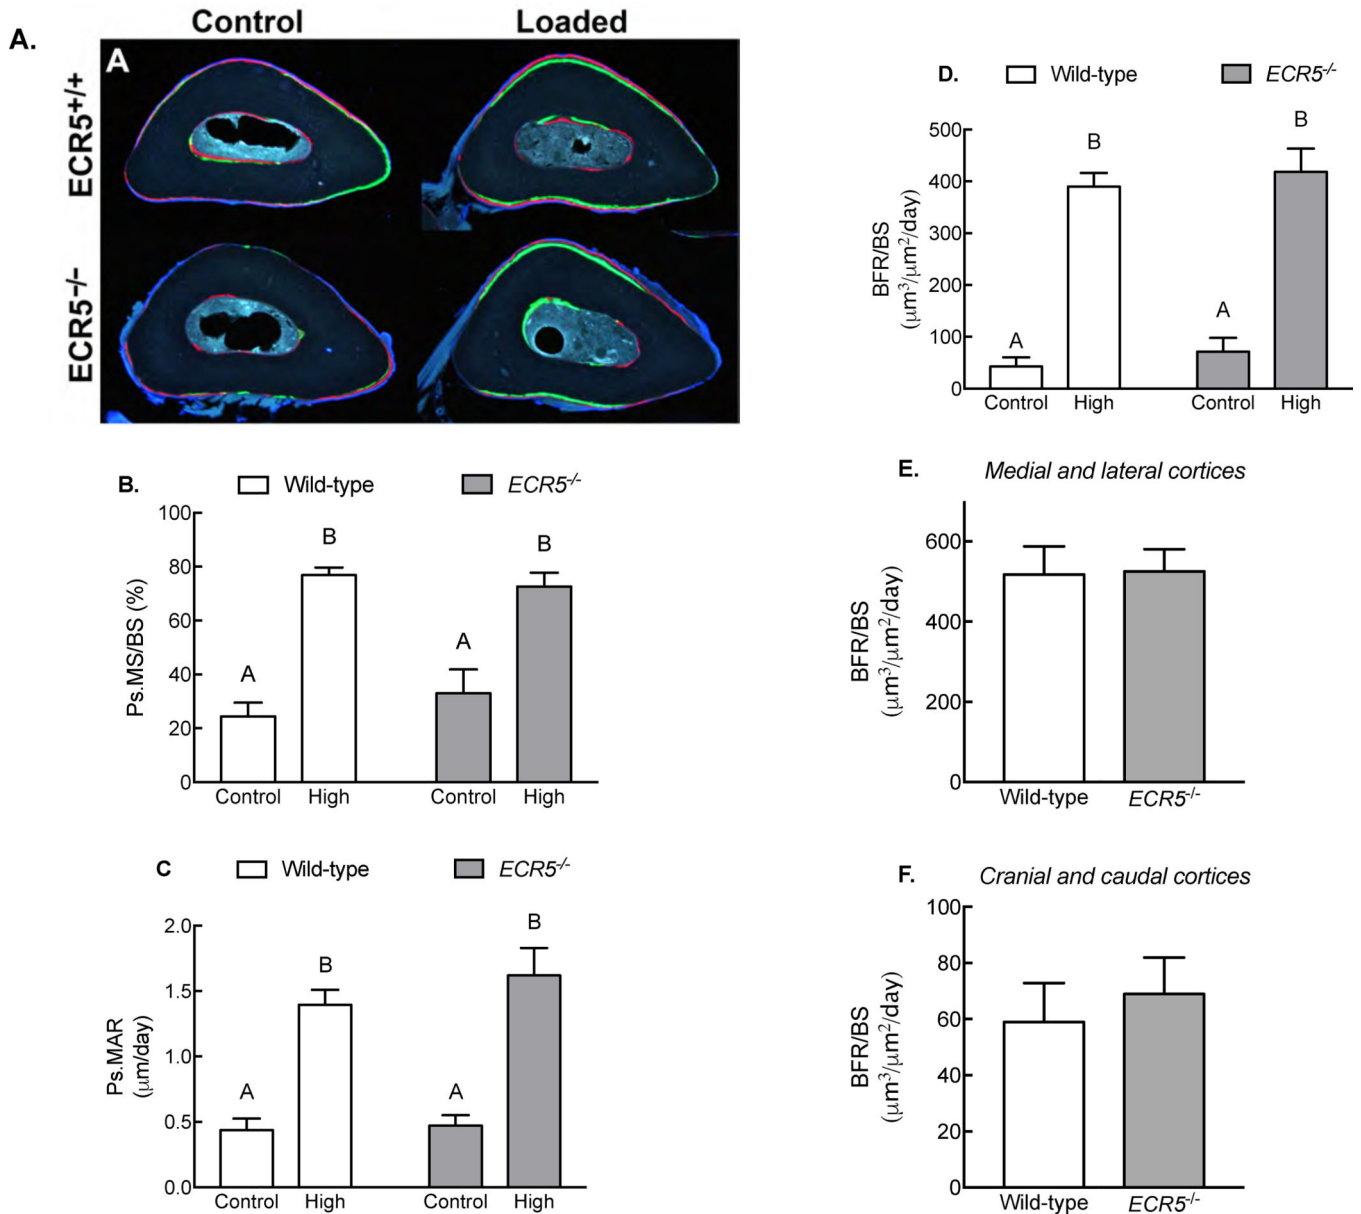 A.
Control Loaded
A
ECR5+/+
ECR5-/-
B.
Wild-type ECR5-/-
Ps.MS/BS (%)
100
80
60
40
20
0
A B A B
Control High Control High
C
Wild-type ECR5-/-
Ps.MAR
(µm/day)
2.0
1.5
1.0
0.5
0.0
A B A B
Control High Control High
D.
Wild-type ECR5-/-
BFR/BS
(µm³/µm²/day)
500
400
300
200
100
0
A B A B
Control High Control High
E. Medial and lateral cortices
BFR/BS
(µm³/µm²/day)
600
400
200
0
Wild-type ECR5-/-
F. Cranial and caudal cortices
BFR/BS
(µm³/µm²/day)
100
80
60
40
20
0
Wild-type ECR5-/-